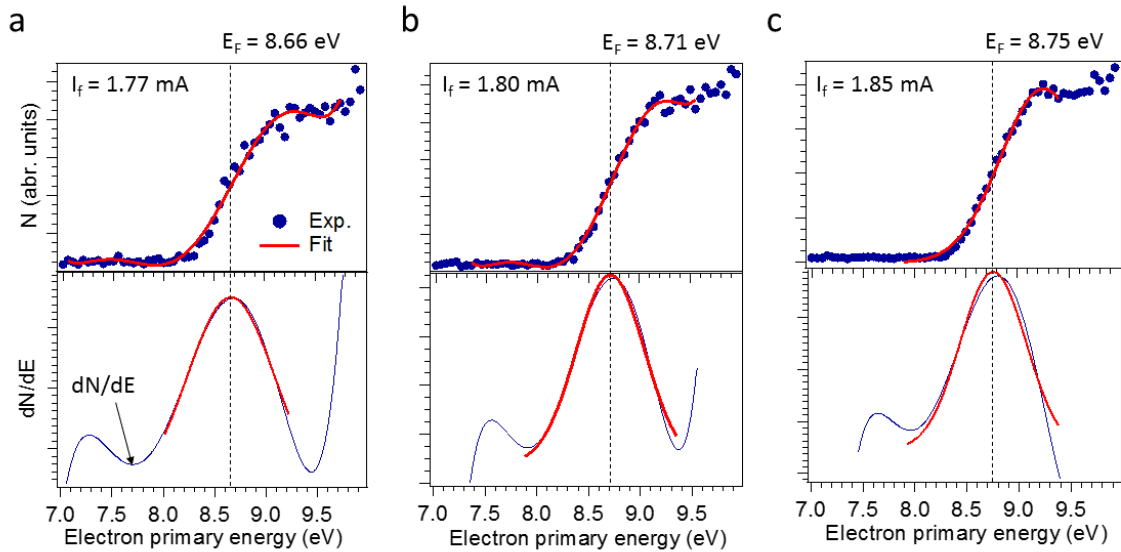 a
E_F = 8.66 eV
I_f = 1.77 mA
N (abr. units)
Exp.
Fit
dN/dE
dN/dE
7.0 7.5 8.0 8.5 9.0 9.5
Electron primary energy (eV)
b
E_F = 8.71 eV
I_f = 1.80 mA
7.0 7.5 8.0 8.5 9.0 9.5
Electron primary energy (eV)
c
E_F = 8.75 eV
I_f = 1.85 mA
7.0 7.5 8.0 8.5 9.0 9.5
Electron primary energy (eV)